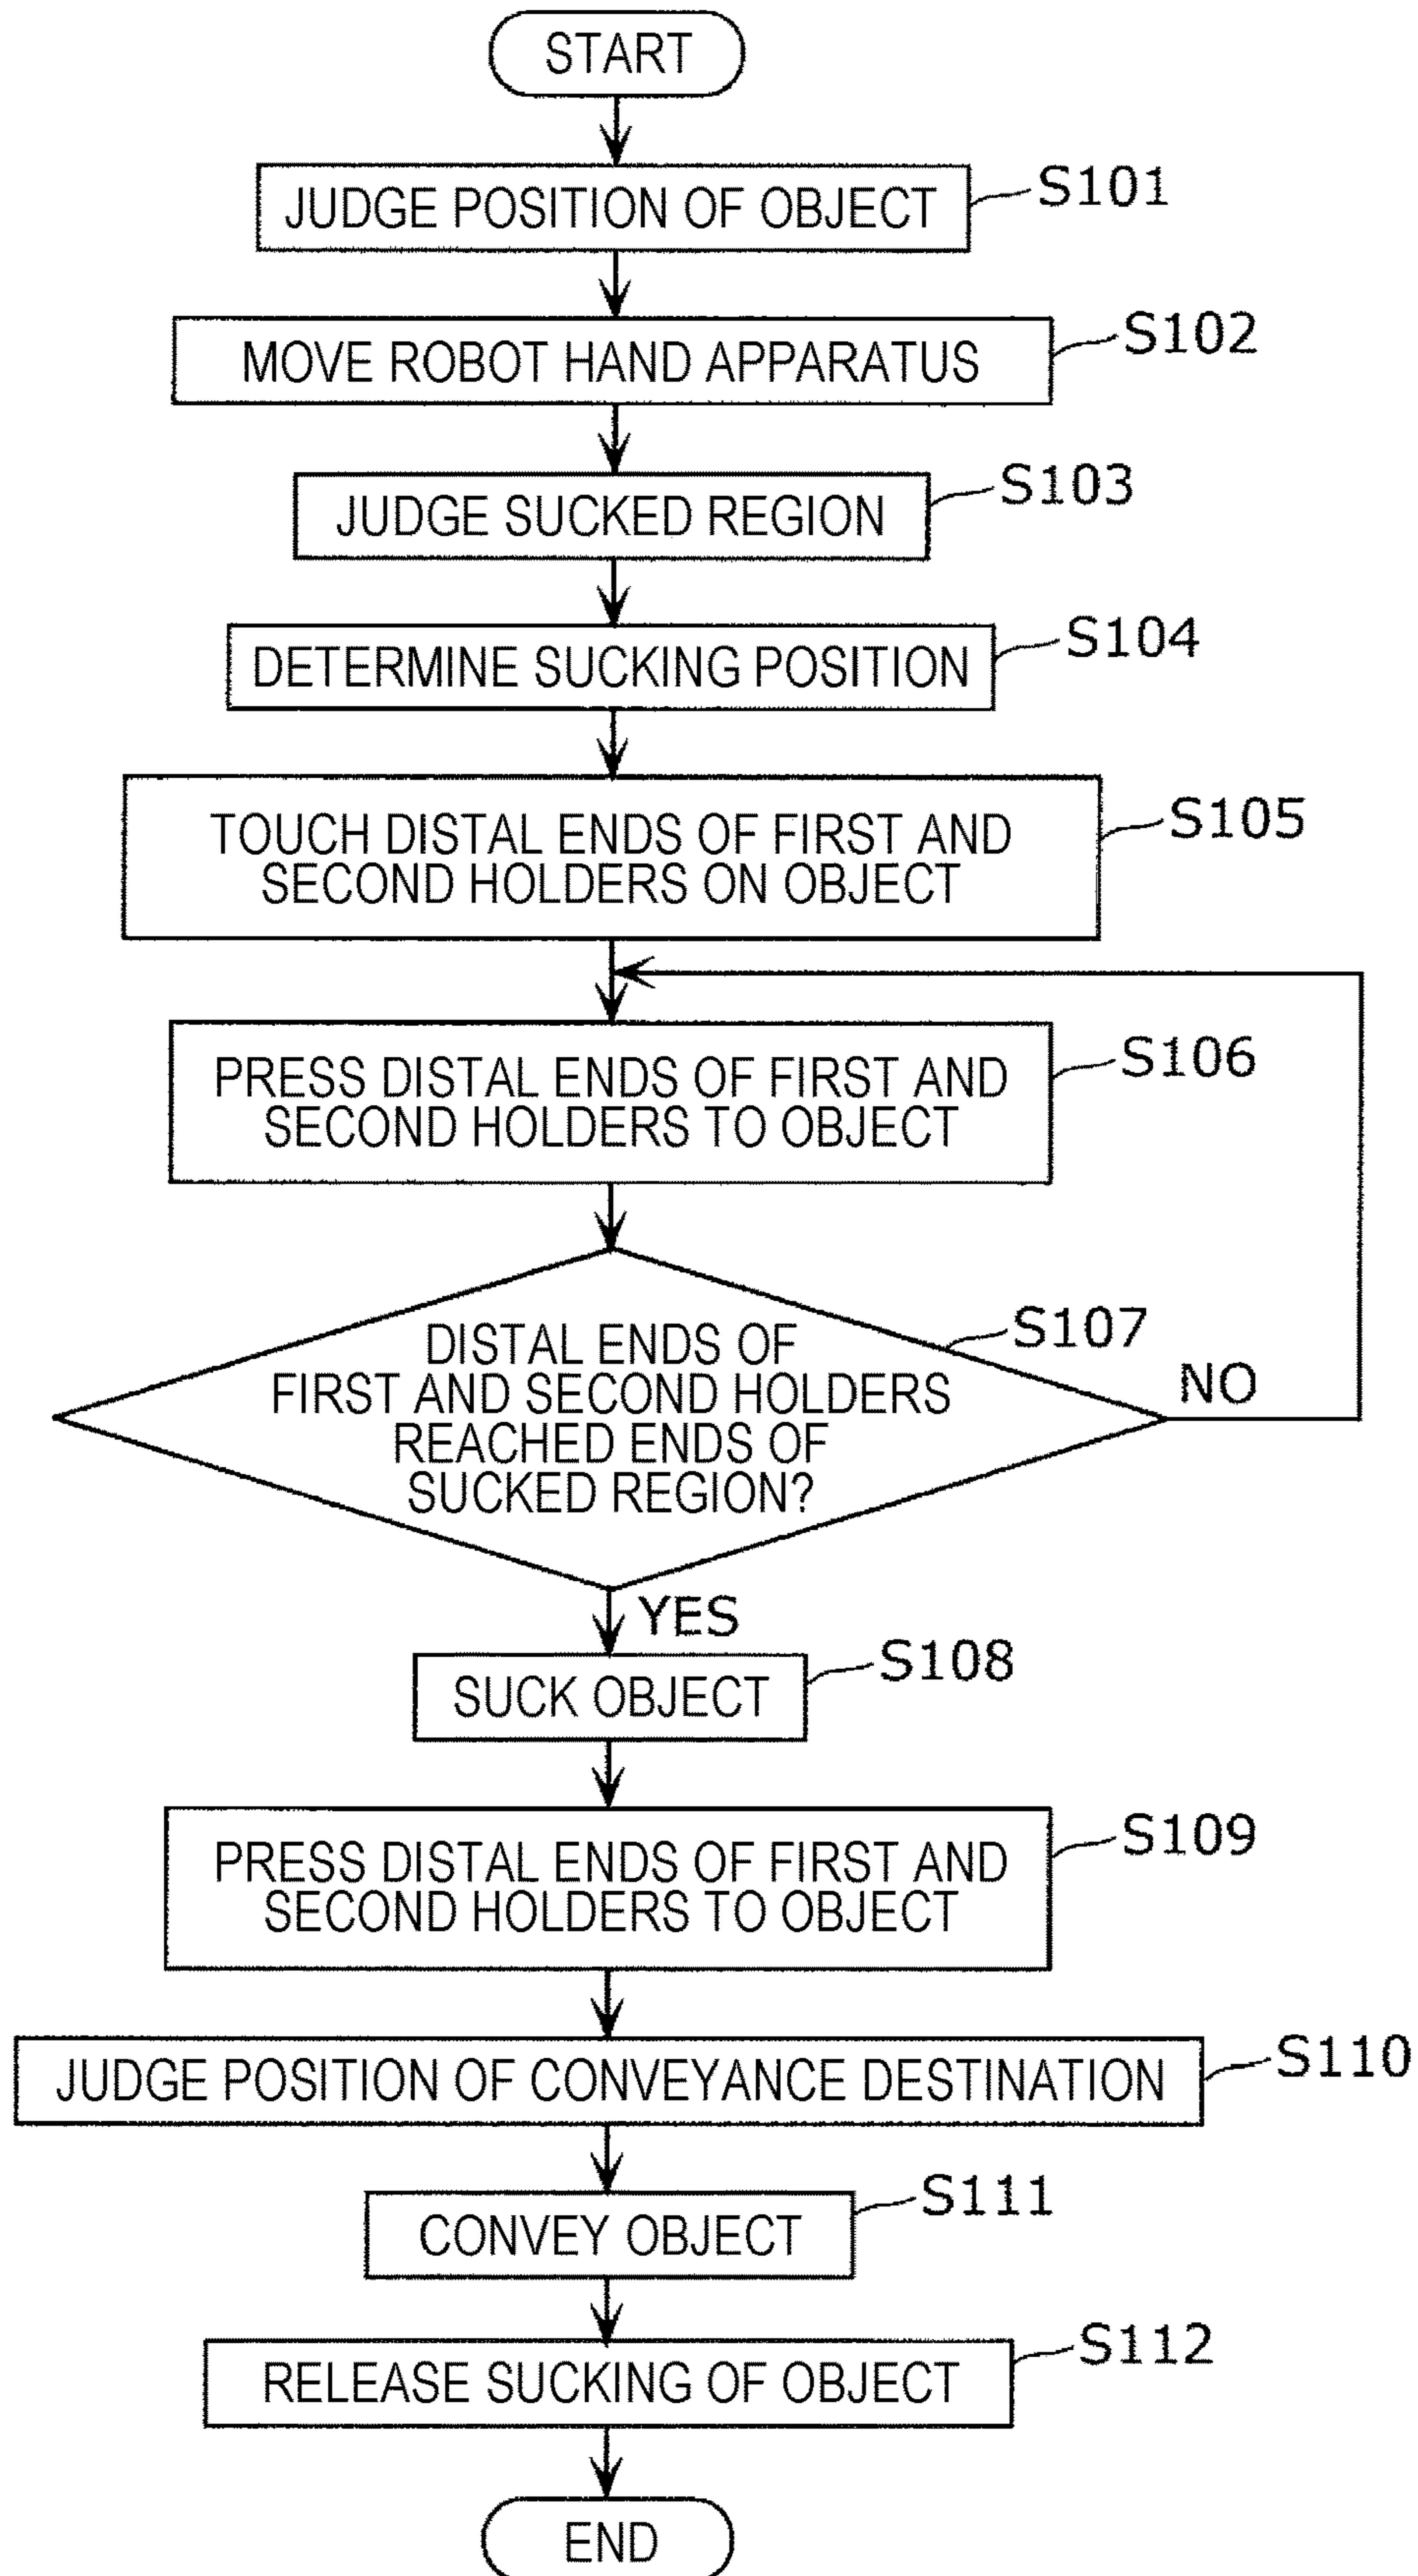 START
JUDGE POSITION OF OBJECT
S101
MOVE ROBOT HAND APPARATUS
S102
JUDGE SUCKED REGION
S103
DETERMINE SUCKING POSITION
S104
TOUCH DISTAL ENDS OF FIRST AND
SECOND HOLDERS ON OBJECT
S105
PRESS DISTAL ENDS OF FIRST AND
SECOND HOLDERS TO OBJECT
S106
DISTAL ENDS OF
FIRST AND SECOND HOLDERS
REACHED ENDS OF
SUCKED REGION?
S107
NO
YES
SUCK OBJECT
S108
PRESS DISTAL ENDS OF FIRST AND
SECOND HOLDERS TO OBJECT
S109
JUDGE POSITION OF CONVEYANCE DESTINATION
S110
CONVEY OBJECT
S111
RELEASE SUCKING OF OBJECT
S112
END